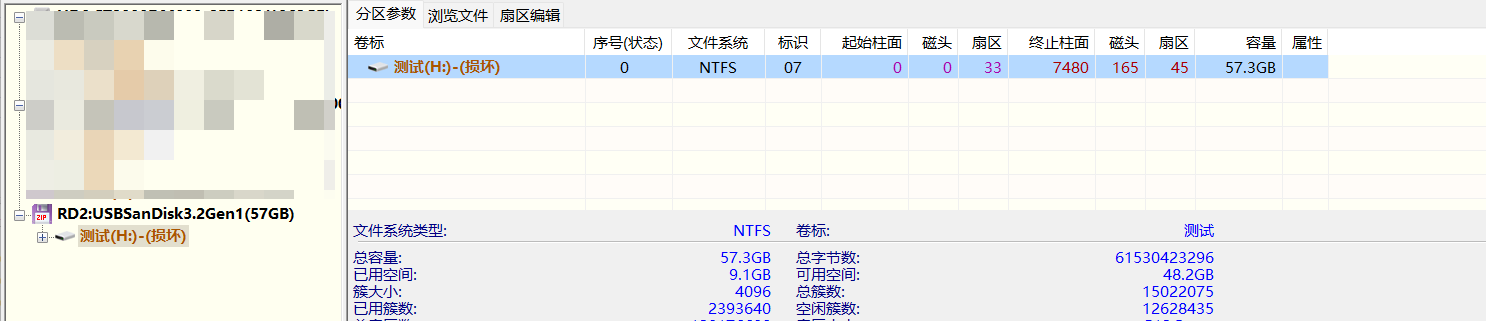 分区参数 浏览文件 扇区编辑
卷标 序号(状态) 文件系统 标识 起始柱面 磁头 扇区 终止柱面 磁头 扇区 容量 属性
测试(H:)-(损坏) 0 NTFS 07 0 0 33 7480 165 45 57.3GB
RD2:USBSanDisk3.2Gen1(57GB)
测试(H:)-(损坏)
文件系统类型: NTFS 卷标: 测试
总容量: 57.3GB 总字节数: 61530423296
已用空间: 9.1GB 可用空间: 48.2GB
簇大小: 4096 总簇数: 15022075
已用簇数: 2393640 空闲簇数: 12628435